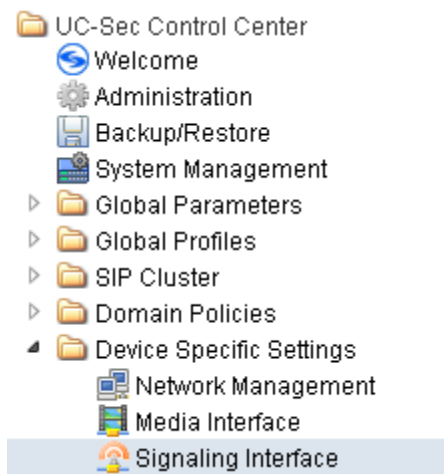 UC-Sec Control Center
Welcome
Administration
Backup/Restore
System Management
Global Parameters
Global Profiles
SIP Cluster
Domain Policies
Device Specific Settings
Network Management
Media Interface
Signaling Interface